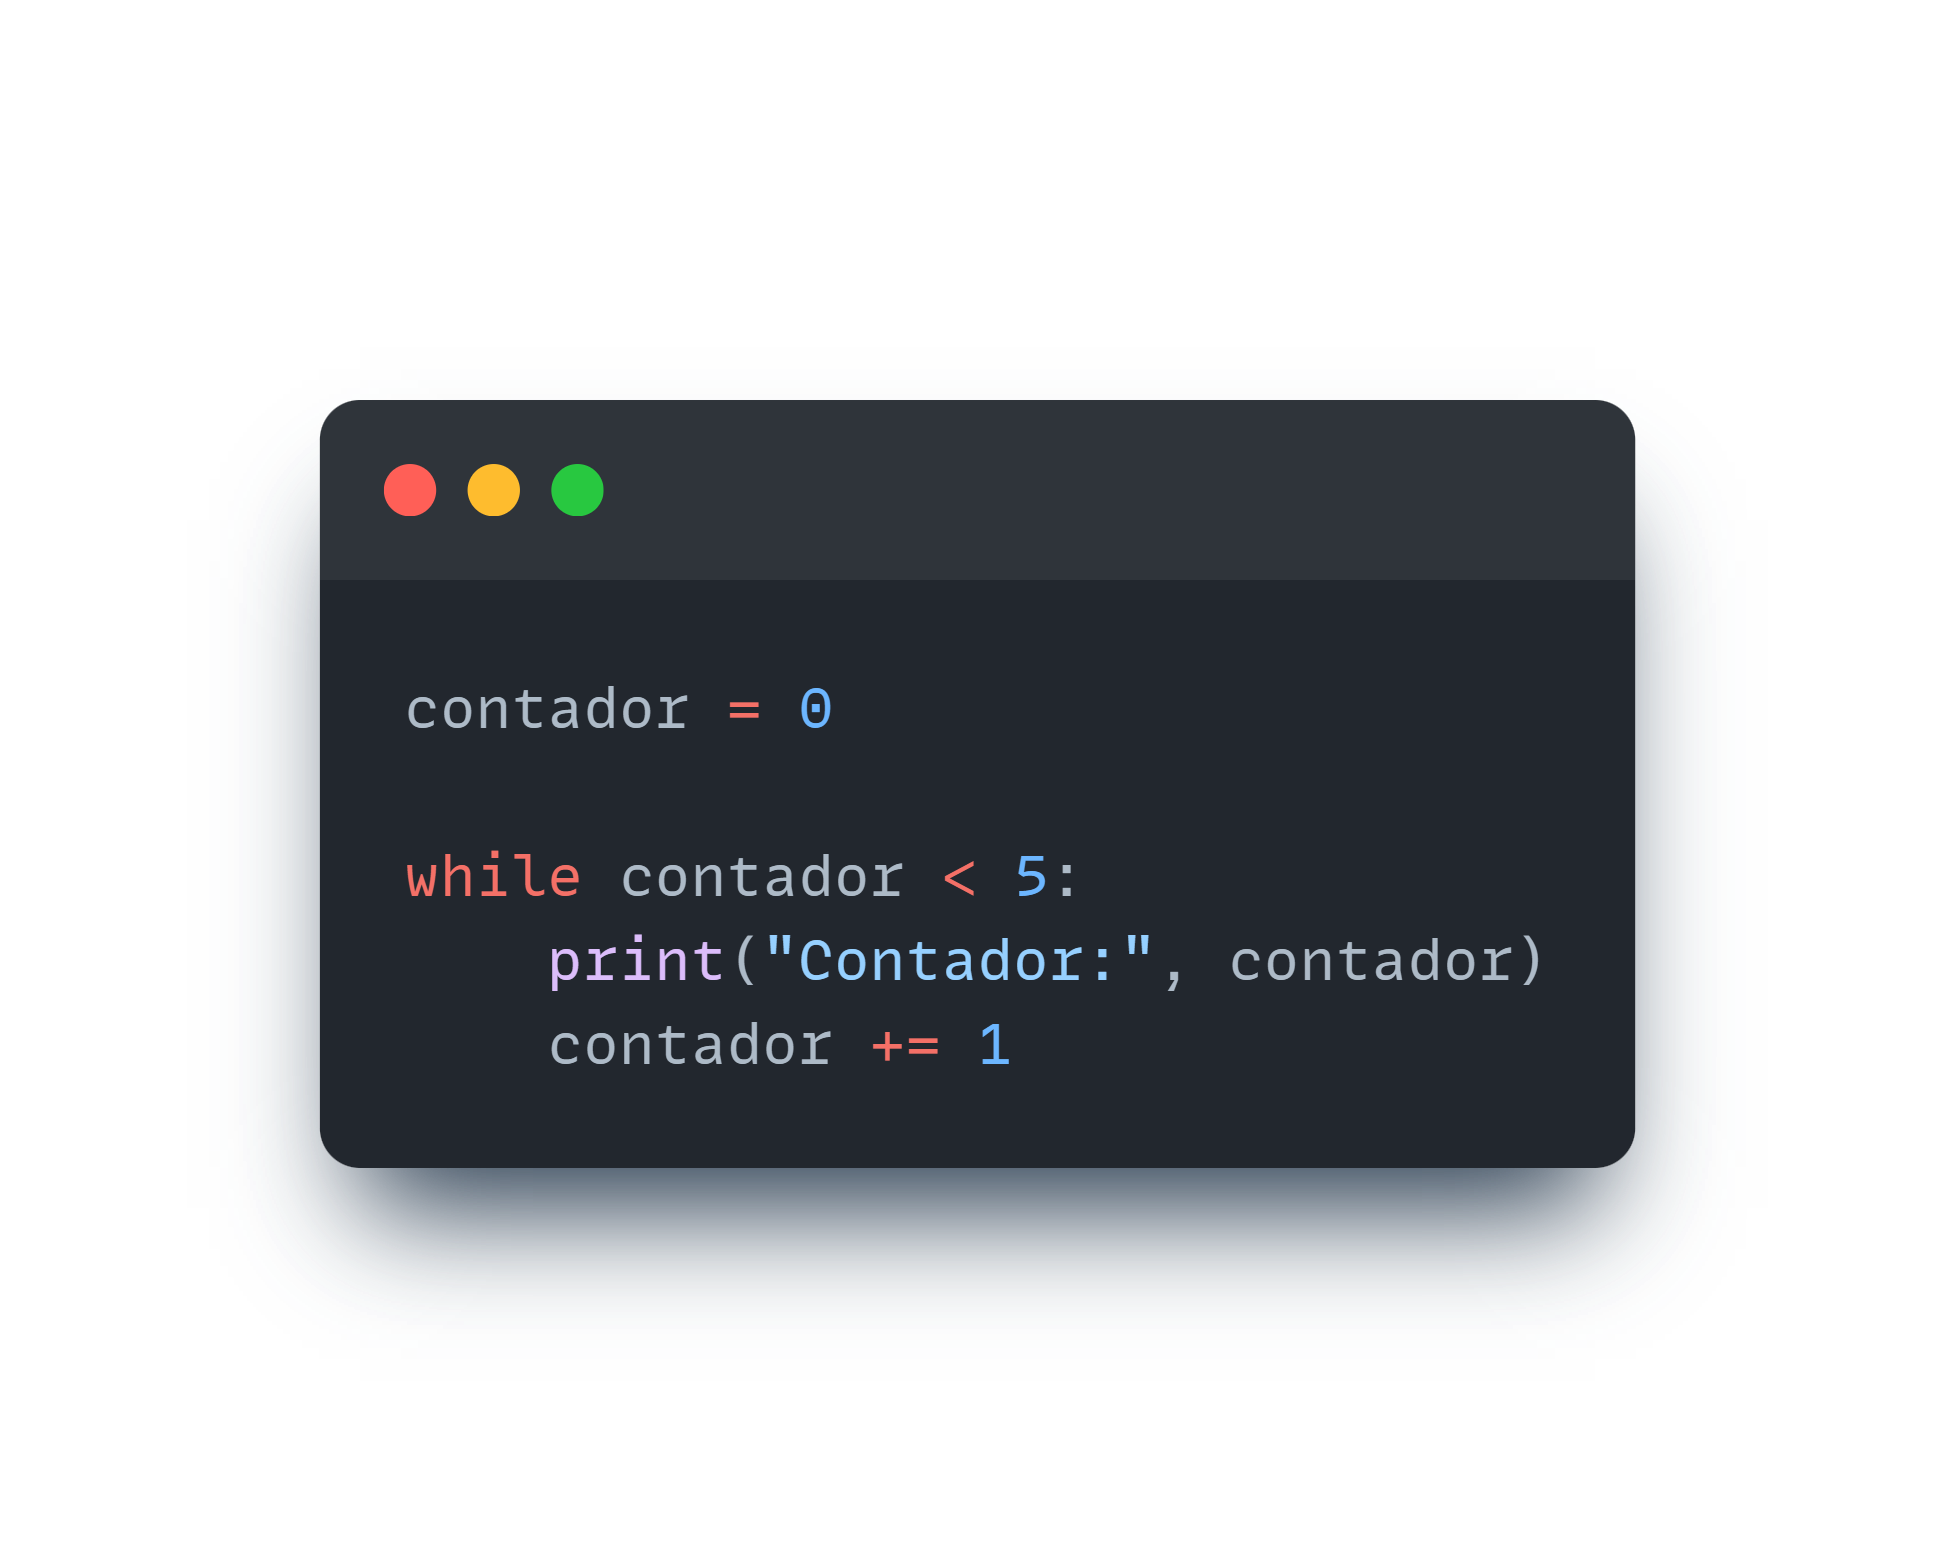 contador = 0
while contador < 5:
    print("Contador:", contador)
    contador += 1